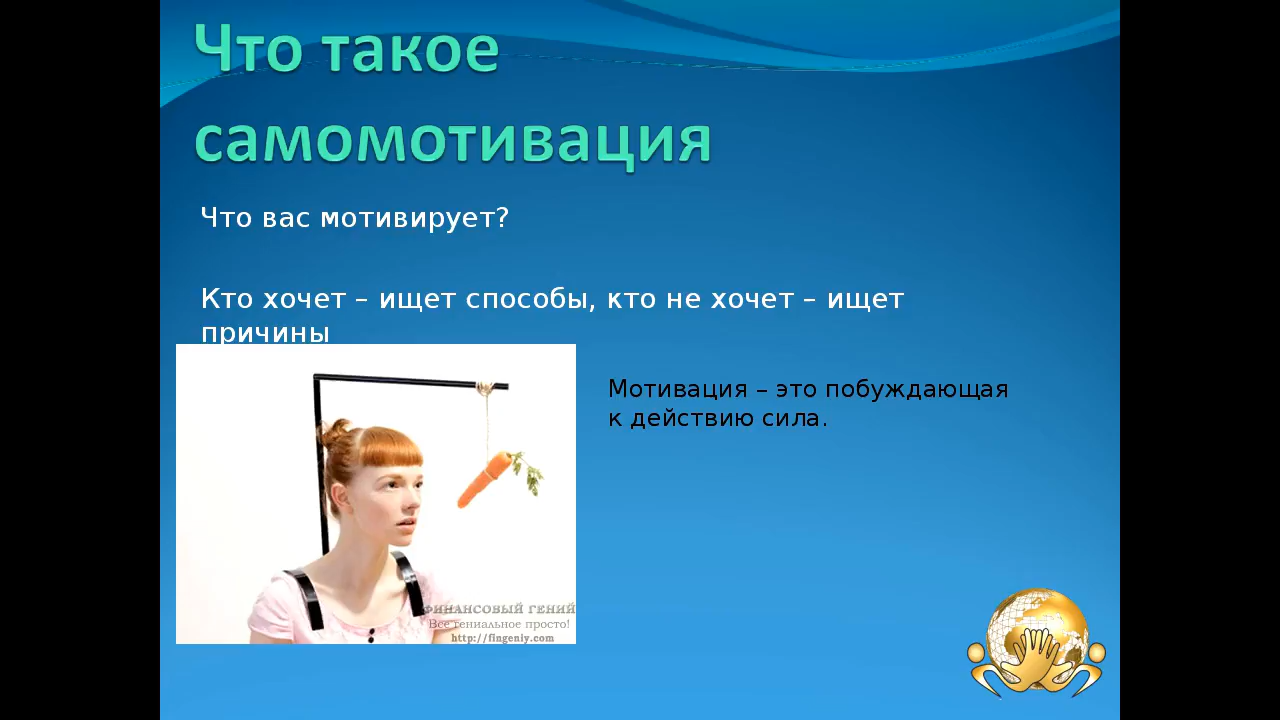 Что такое
самомотивация
Что вас мотивирует?
Кто хочет – ищет способы, кто не хочет – ищет
причины
Мотивация – это побуждающая
к действию сила.
ФИНАНСОВЫЙ ГЕНИЙ
Все гениальное просто!
http://fingeniy.com